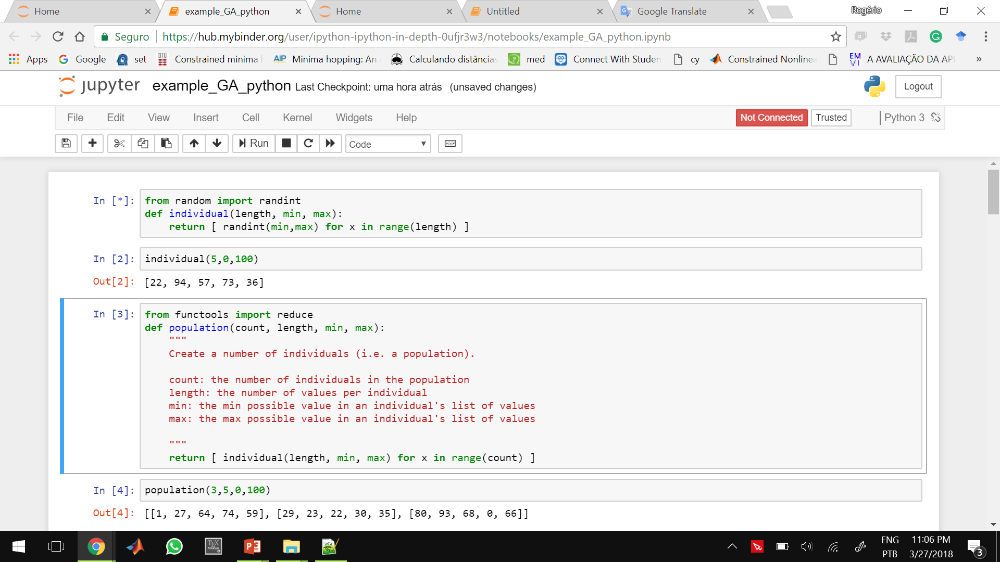 Home
example_GA_python
Home
Untitled
Google Translate
Rogério
Seguro https://hub.mybinder.org/user/ipython-ipython-in-depth-0ufjr3w3/notebooks/example_GA_python.ipynb
Apps Google set Constrained minima Minima hopping: An Calculando distâncias med Connect With Studen cy Constrained Nonlinea A AVALIAÇÃO DA AP »
jupyter example_GA_python Last Checkpoint: uma hora atrás (unsaved changes)
Logout
File Edit View Insert Cell Kernel Widgets Help
Not Connected Trusted Python 3
Run Code
In [*]: from random import randint
def individual(length, min, max):
    return [ randint(min,max) for x in range(length) ]
In [2]: individual(5,0,100)
Out[2]: [22, 94, 57, 73, 36]
In [3]: from functools import reduce
def population(count, length, min, max):
    """
    Create a number of individuals (i.e. a population).
    count: the number of individuals in the population
    length: the number of values per individual
    min: the min possible value in an individual's list of values
    max: the max possible value in an individual's list of values
    """
    return [ individual(length, min, max) for x in range(count) ]
In [4]: population(3,5,0,100)
Out[4]: [[1, 27, 64, 74, 59], [29, 23, 22, 30, 35], [80, 93, 68, 0, 66]]
ENG 11:06 PM
PTB 3/27/2018 3